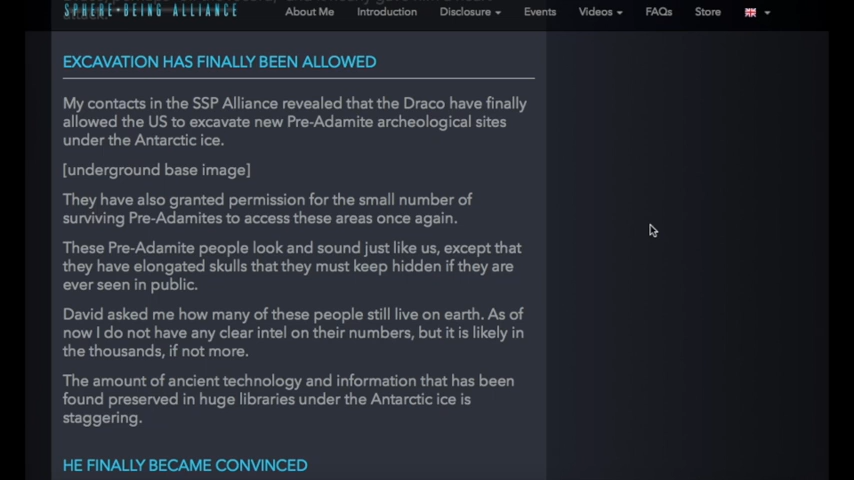 SPHERE BEING ALLIANCE
About Me Introduction Disclosure Events Videos FAQs Store
EXCAVATION HAS FINALLY BEEN ALLOWED
My contacts in the SSP Alliance revealed that the Draco have finally
allowed the US to excavate new Pre-Adamite archeological sites
under the Antarctic ice.
[underground base image]
They have also granted permission for the small number of
surviving Pre-Adamites to access these areas once again.
These Pre-Adamite people look and sound just like us, except that
they have elongated skulls that they must keep hidden if they are
ever seen in public.
David asked me how many of these people still live on earth. As of
now I do not have any clear intel on their numbers, but it is likely in
the thousands, if not more.
The amount of ancient technology and information that has been
found preserved in huge libraries under the Antarctic ice is
staggering.
HE FINALLY BECAME CONVINCED